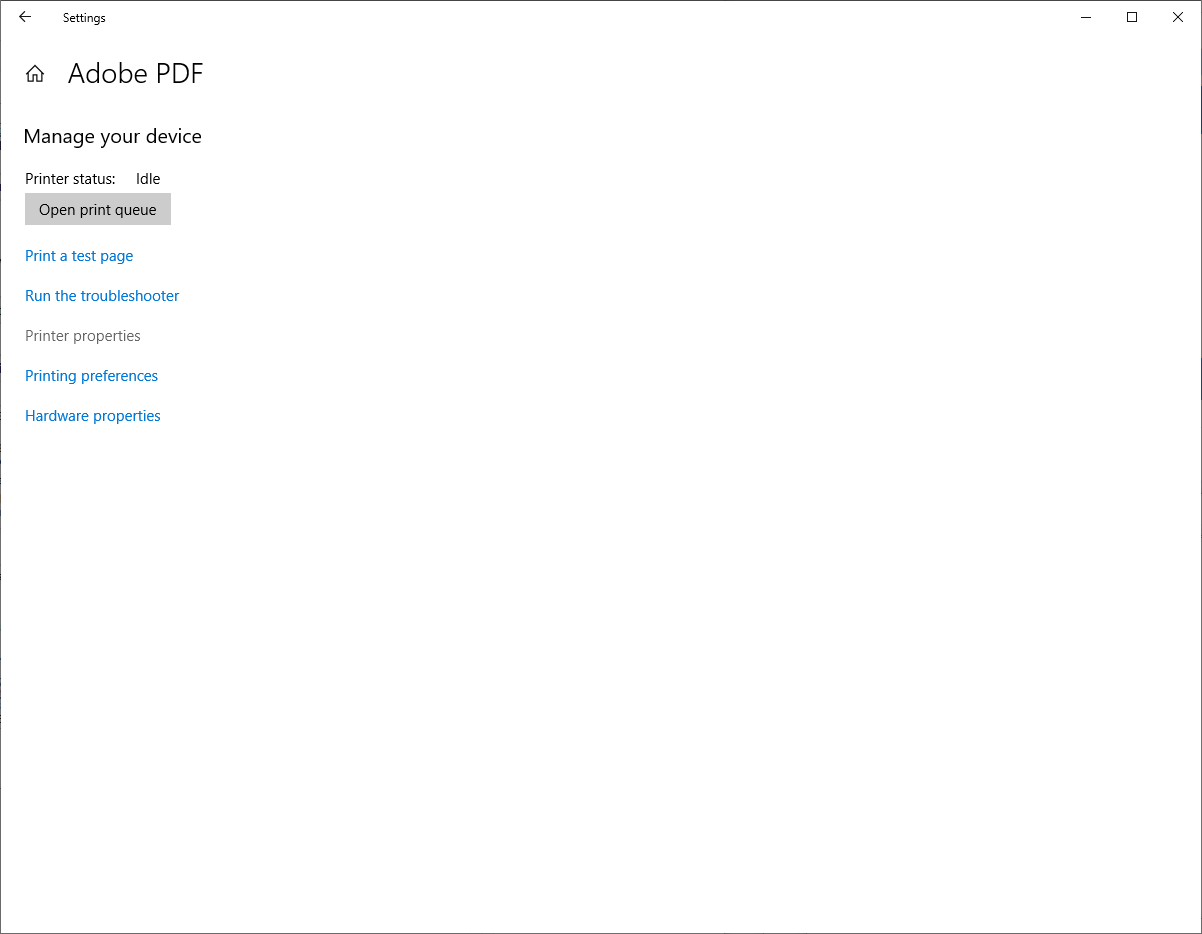 Settings
Adobe PDF
Manage your device
Printer status: Idle
Open print queue
Print a test page
Run the troubleshooter
Printer properties
Printing preferences
Hardware properties